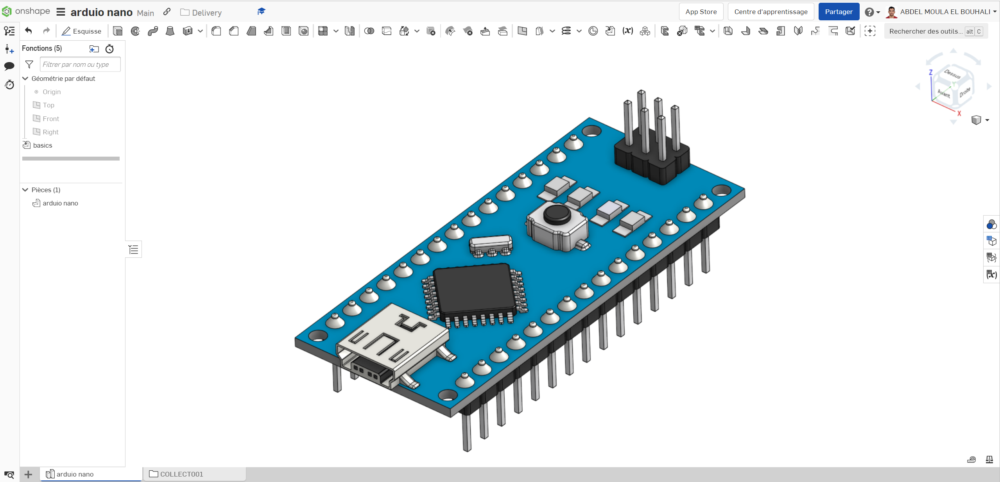 onshape
arduio nano Main
Delivery
App Store
Centre d'apprentissage
Partager
ABDEL MOULA EL BOUHALI
Esquisse
Rechercher des outils... alt C
Fonctions (5)
Filtrer par nom ou type
Géométrie par défaut
Origin
Top
Front
Right
basics
Pièces (1)
arduio nano
Z
Dessus
Y
Avant
Droite
X
arduio nano
COLLECT001